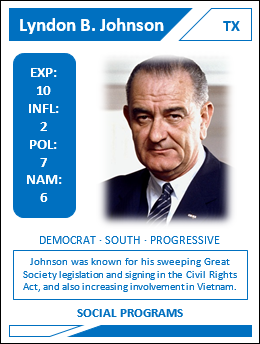 Lyndon B. Johnson
TX
EXP:
10
INFL:
2
POL:
7
NAM:
6
DEMOCRAT · SOUTH · PROGRESSIVE
Johnson was known for his sweeping Great
Society legislation and signing in the Civil Rights
Act, and also increasing involvement in Vietnam.
SOCIAL PROGRAMS